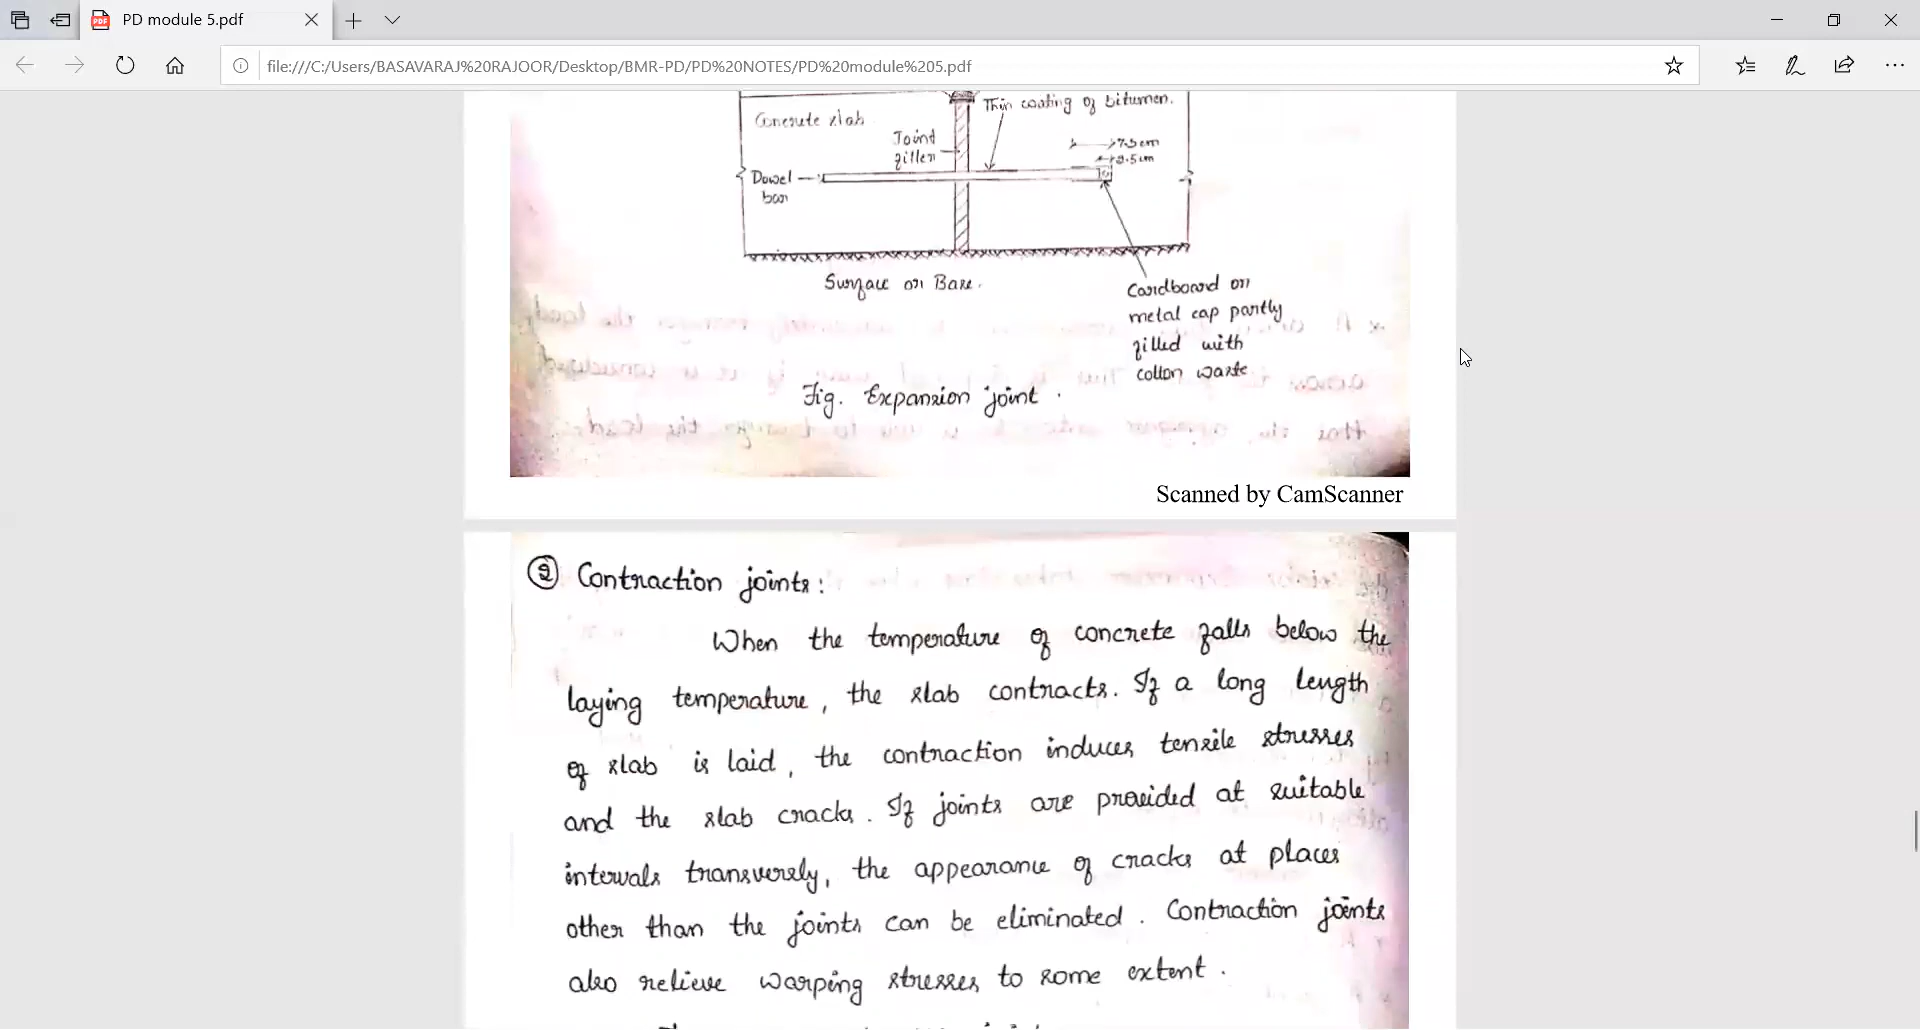 PD module 5.pdf
file:///C:/Users/BASAVARAJ%20RAJOOR/Desktop/BMR-PD/PD%20NOTES/PD%20module%205.pdf
Thin coating of bitumen.
Concrete slab
Joint
filler
7.5cm
2.5cm
Dowel
bar
Surface or Base.
Cardboard or
metal cap partly
filled with
cotton waste
Fig. Expansion joint.
Scanned by CamScanner
② Contraction joints:
When the temperature of concrete falls below the
laying temperature, the slab contracts. If a long length
of slab is laid, the contraction induces tensile stresses
and the slab cracks. If joints are provided at suitable
intervals transversely, the appearance of cracks at places
other than the joints can be eliminated. Contraction joints
also relieve warping stresses to some extent.